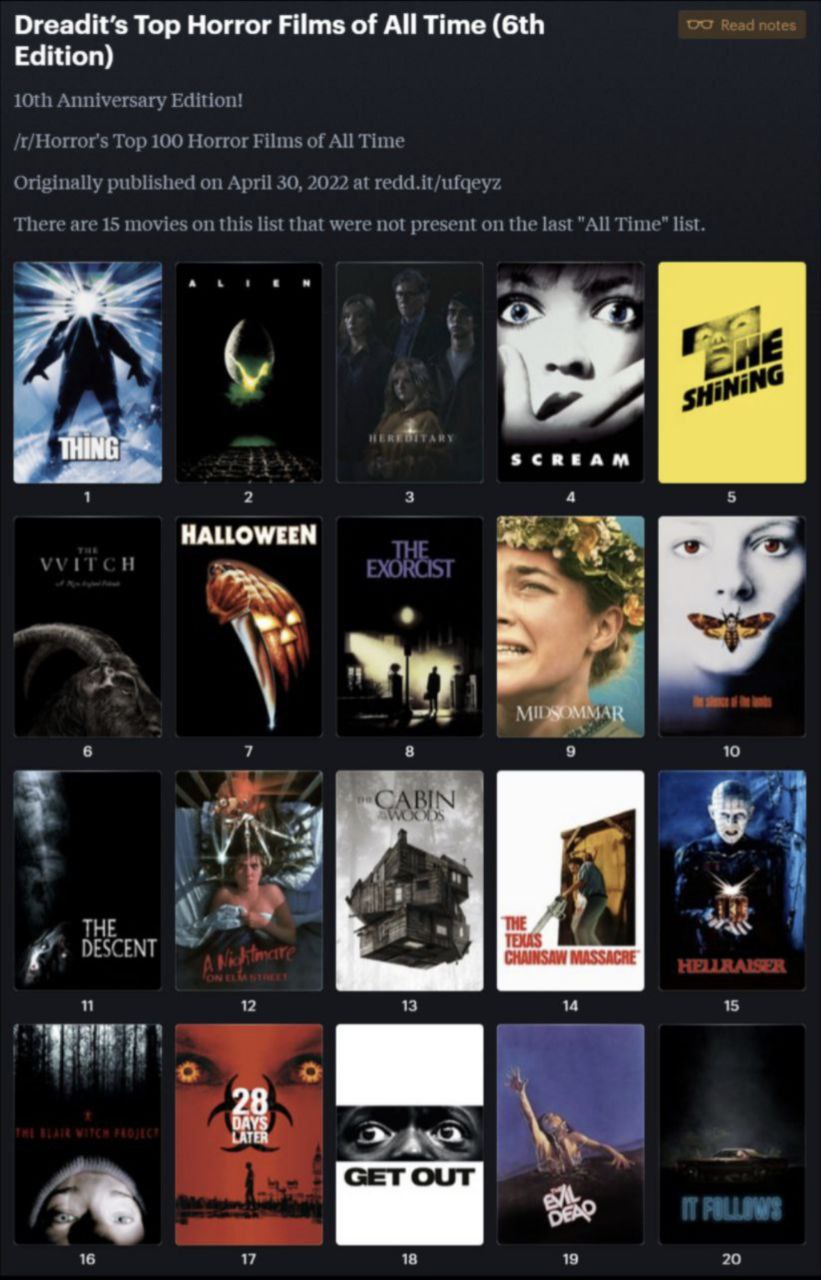 Dreadit's Top Horror Films of All Time (6th
Edition)
Read notes
10th Anniversary Edition!
/r/Horror's Top 100 Horror Films of All Time
Originally published on April 30, 2022 at redd.it/ufqeyz
There are 15 movies on this list that were not present on the last "All Time" list.
THING
ALIEN
HEREDITARY
SCREAM
THE
SHiNiNG
1
2
3
4
5
THE
VVITCH
A New-England Folktale
HALLOWEEN
THE
EXORCIST
MIDSOMMAR
the silence of the lambs
6
7
8
9
10
THE
DESCENT
A Nightmare
ON ELM STREET
THE CABIN
IN THE WOODS
"THE
TEXAS
CHAINSAW MASSACRE"
HELLRAISER
11
12
13
14
15
THE BLAIR WITCH PROJECT
28
DAYS
LATER
GET OUT
THE
EVIL
DEAD
IT FOLLOWS
16
17
18
19
20